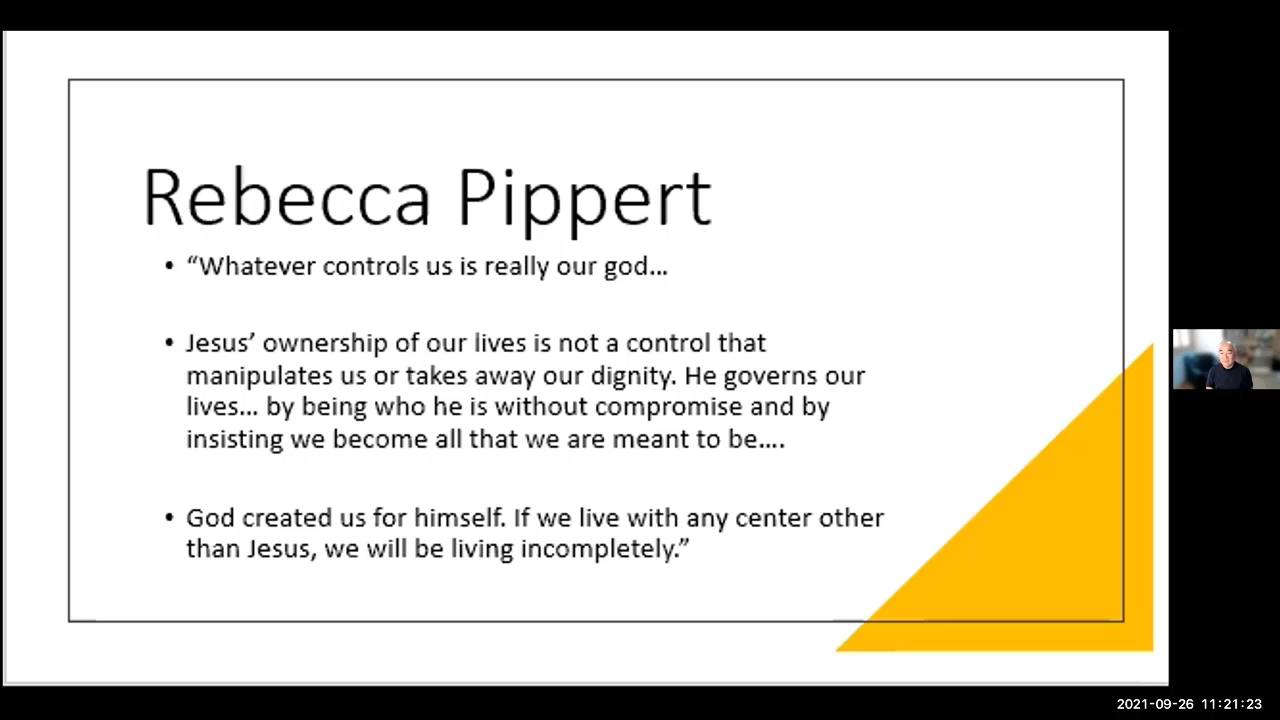 Rebecca Pippert
• “Whatever controls us is really our god...
• Jesus’ ownership of our lives is not a control that
manipulates us or takes away our dignity. He governs our
lives... by being who he is without compromise and by
insisting we become all that we are meant to be....
• God created us for himself. If we live with any center other
than Jesus, we will be living incompletely.”
2021-09-26 11:21:23